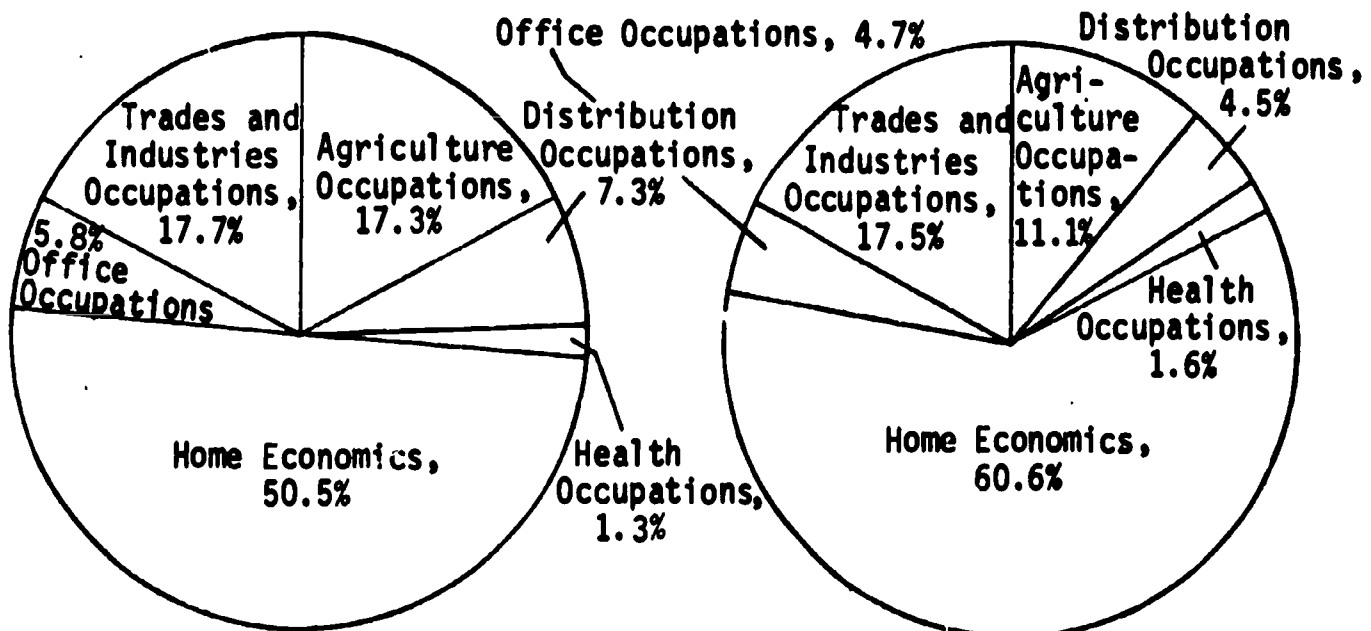 Trades and
Industries
Occupations,
17.7%
Agriculture
Occupations,
17.3%
5.8%
Office
Occupations
Home Economics,
50.5%
Distribution
Occupations,
7.3%
Health
Occupations,
1.3%
Office Occupations, 4.7%
Trades and
Industries
Occupations,
17.5%
Agri-
culture
Occupa-
tions,
11.1%
Distribution
Occupations,
4.5%
Health
Occupations,
1.6%
Home Economics,
60.6%